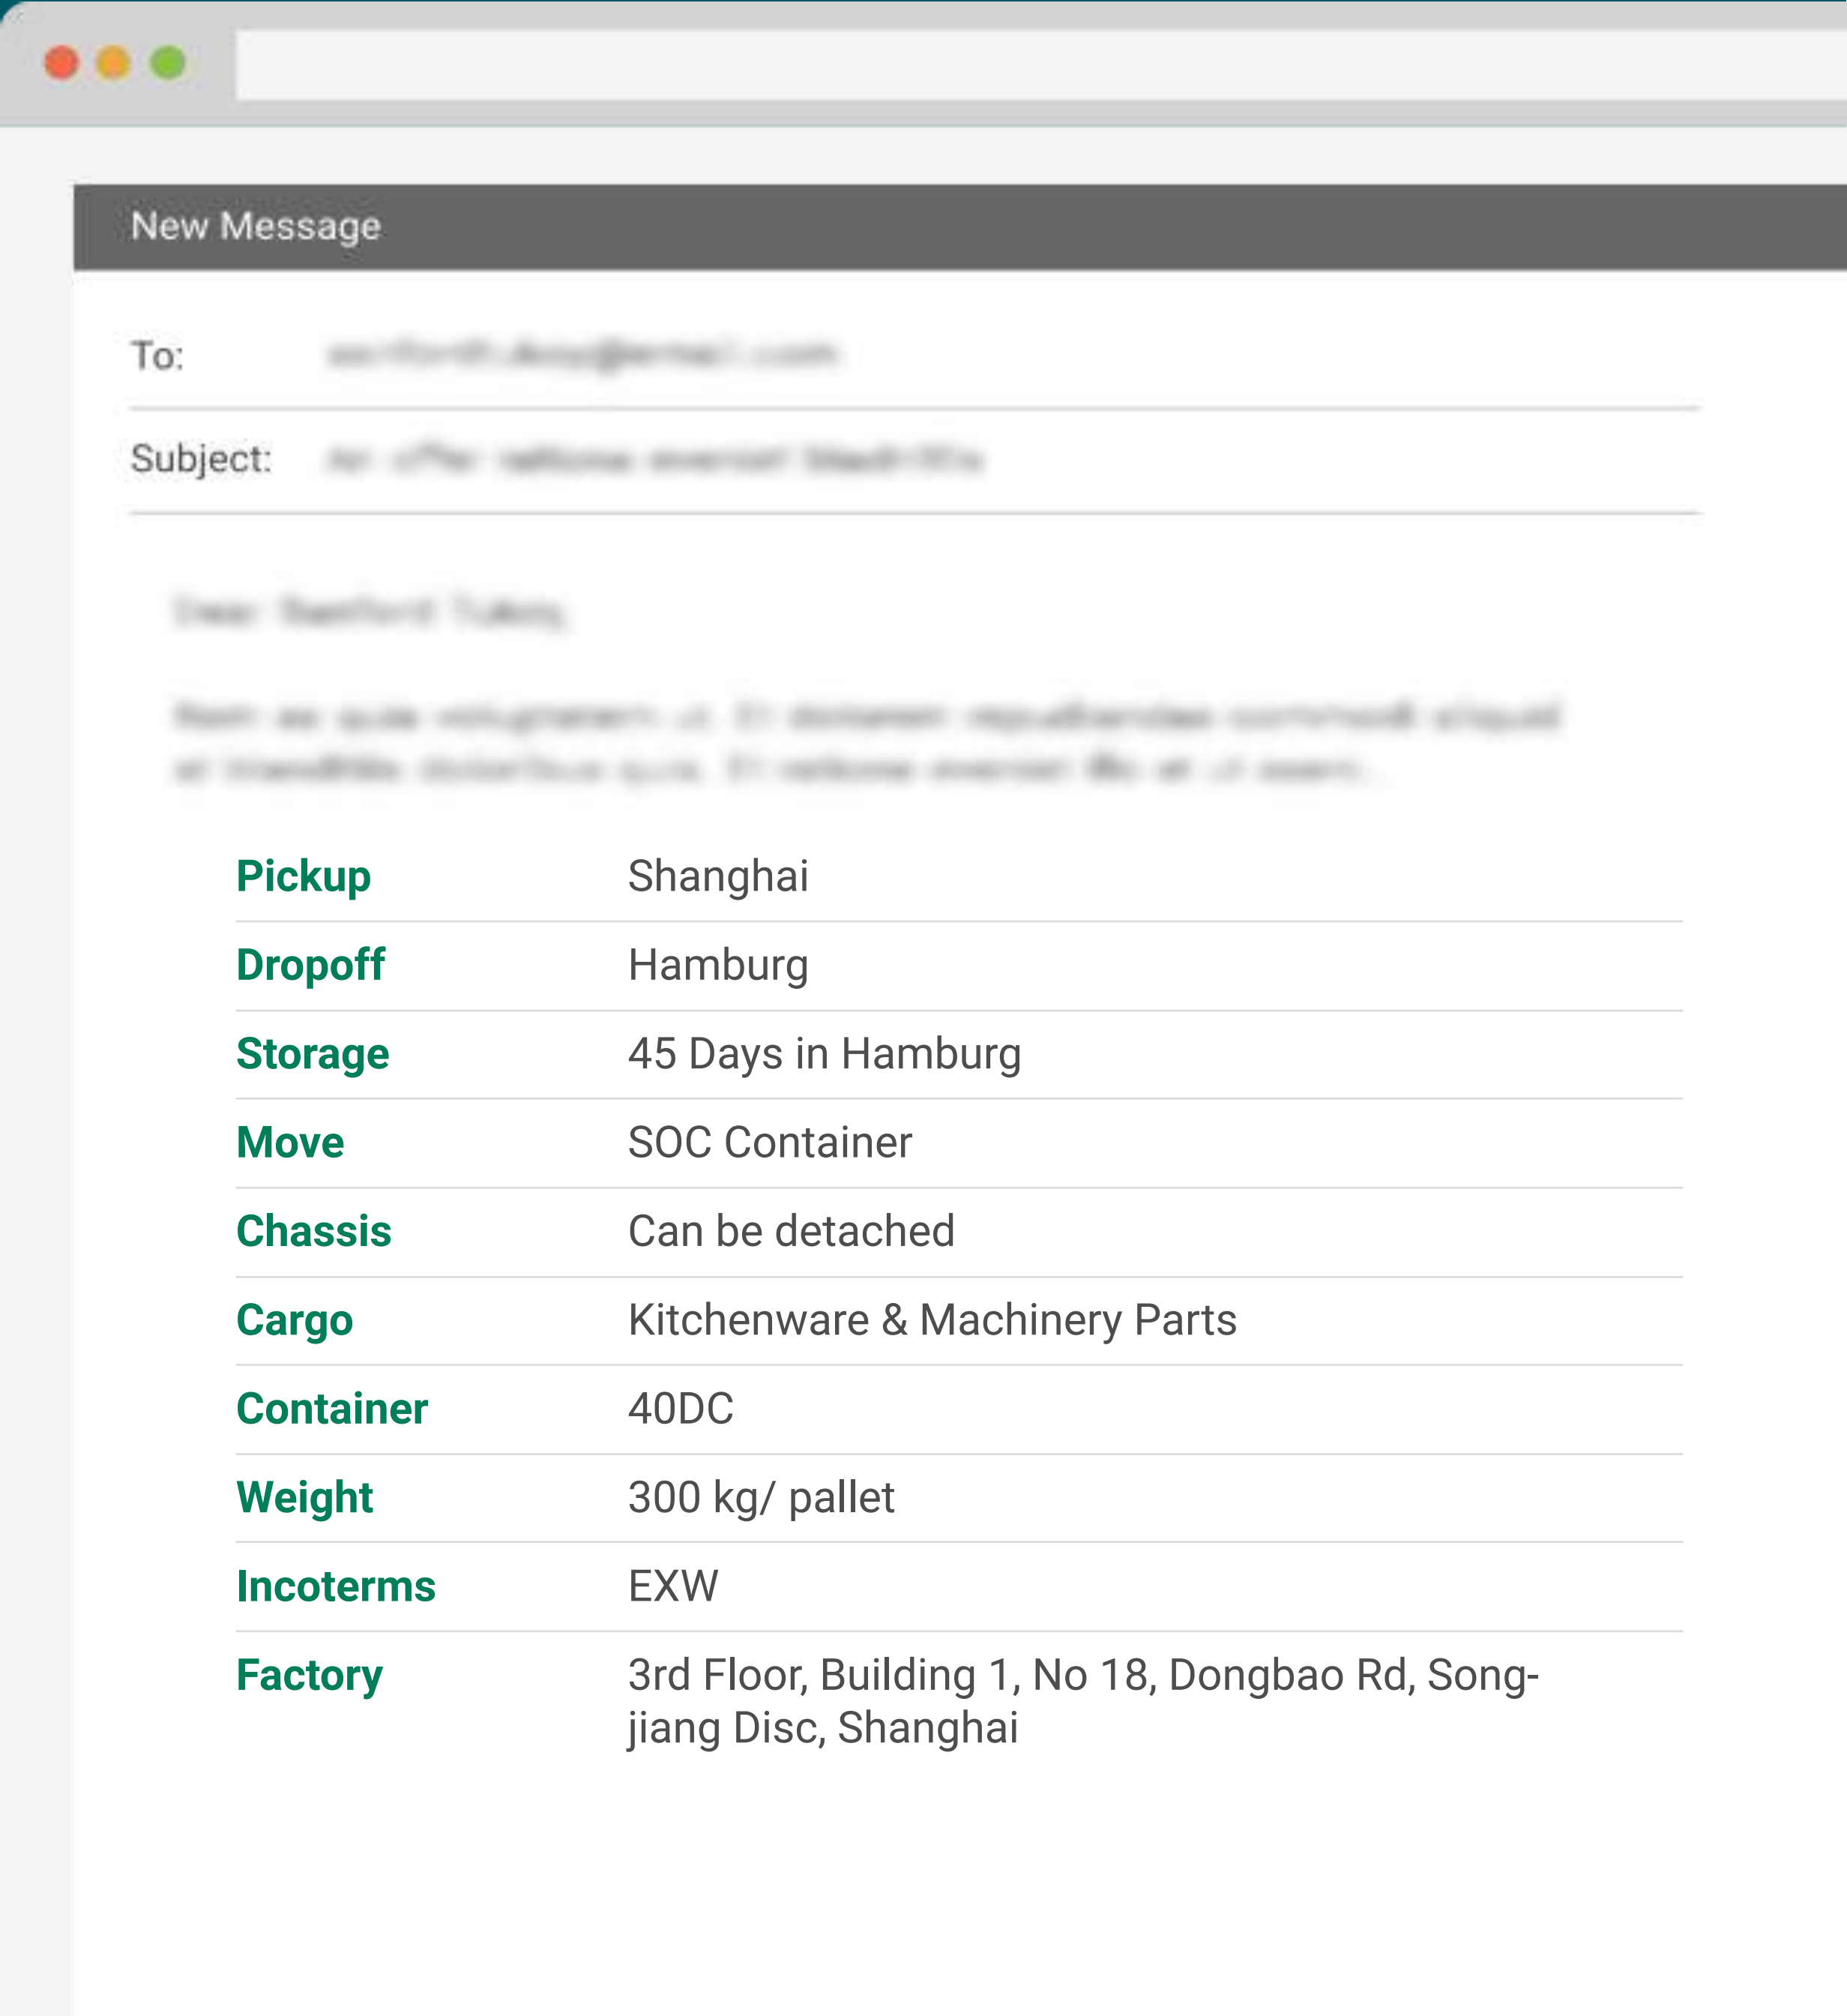 New Message
To:
Subject:
Pickup Shanghai
Dropoff Hamburg
Storage 45 Days in Hamburg
Move SOC Container
Chassis Can be detached
Cargo Kitchenware & Machinery Parts
Container 40DC
Weight 300 kg/ pallet
Incoterms EXW
Factory 3rd Floor, Building 1, No 18, Dongbao Rd, Song-
jiang Disc, Shanghai